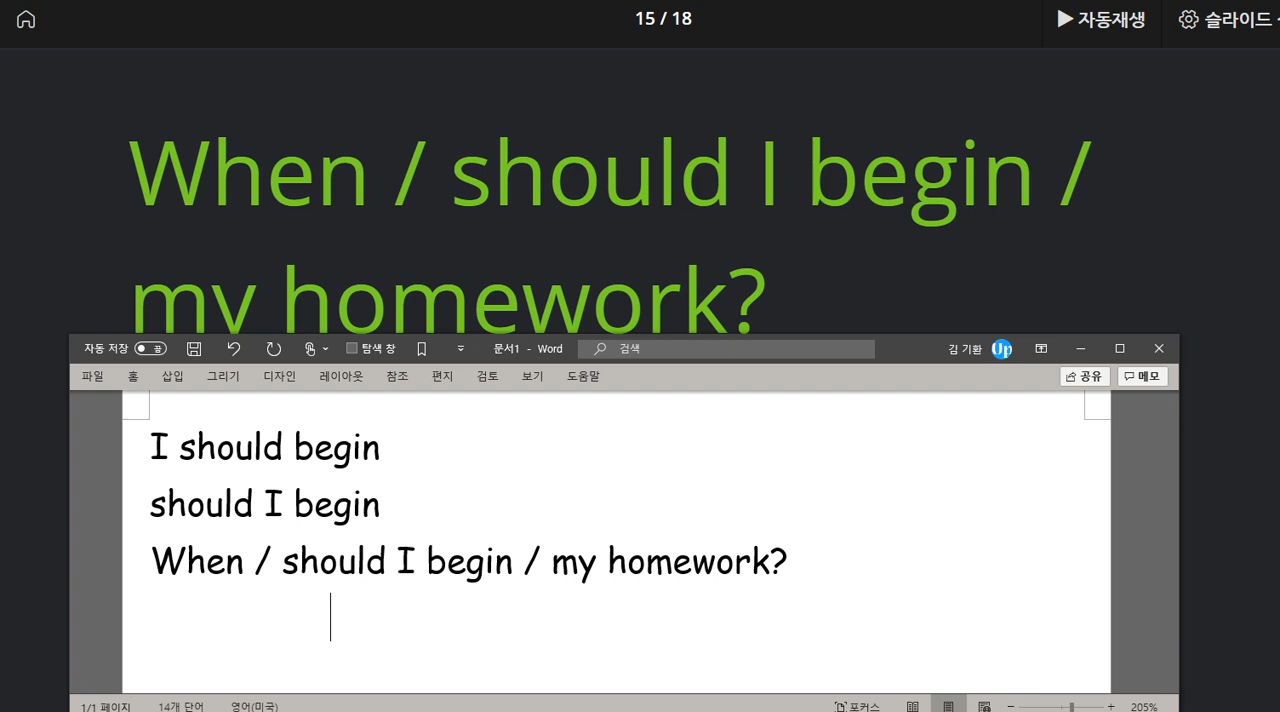 15 / 18
▶ 자동재생
슬라이드
When / should I begin /
my homework?
자동 저장 끔
탐색 창
문서1 - Word
검색
김 기환
Up
파일 홈 삽입 그리기 디자인 레이아웃 참조 편지 검토 보기 도움말
공유
메모
I should begin
should I begin
When / should I begin / my homework?
1/1 페이지 14개 단어 영어(미국)
포커스
- + 205%